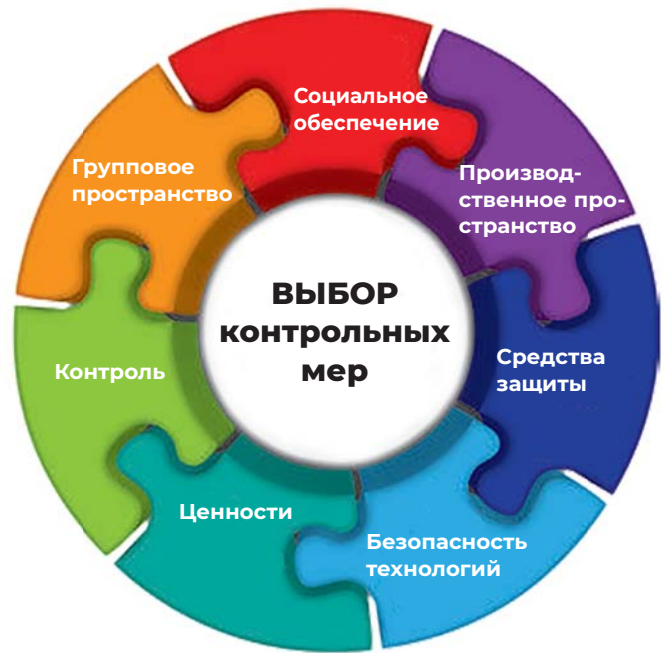 Социальное
обеспечение
Производ-
ственное про-
странство
Средства
защиты
Безопасность
технологий
Ценности
Контроль
Групповое
пространство
ВЫБОР
контрольных
мер